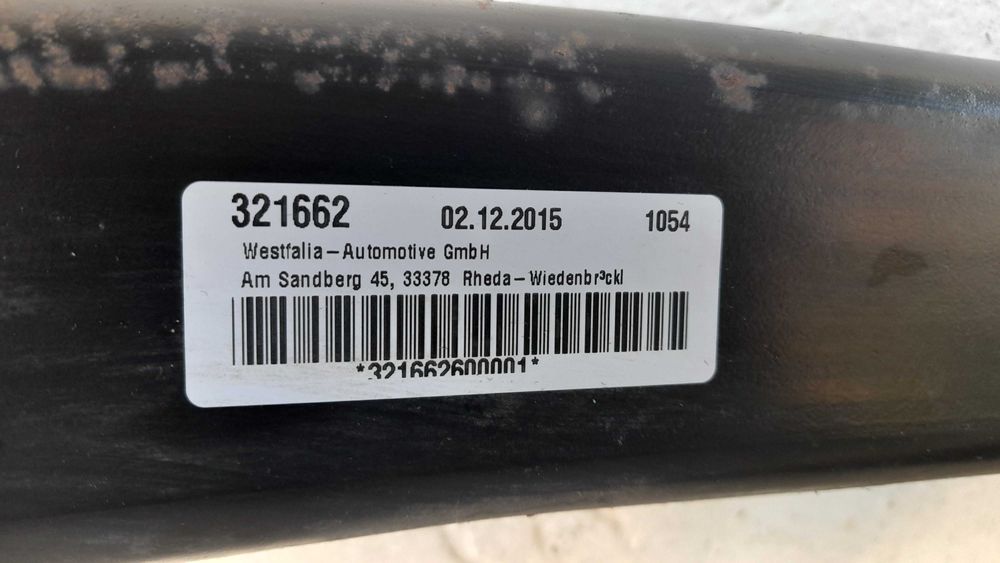 321662 02.12.2015 1054
Westfalia-Automotive GmbH
Am Sandberg 45, 33378 Rheda-Wiedenbr³ckl
*321662600001*